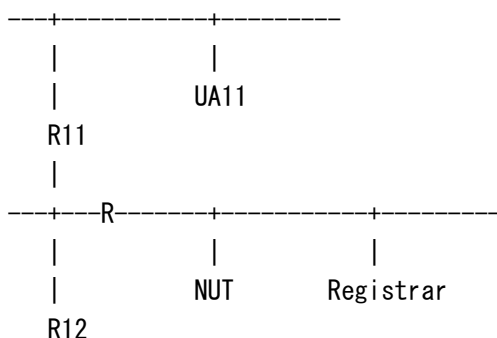 ---+-----------+---------
|           |
|         UA11
R11
|
---+---R-------+-----------+---------
|           |           |
|         NUT      Registrar
R12